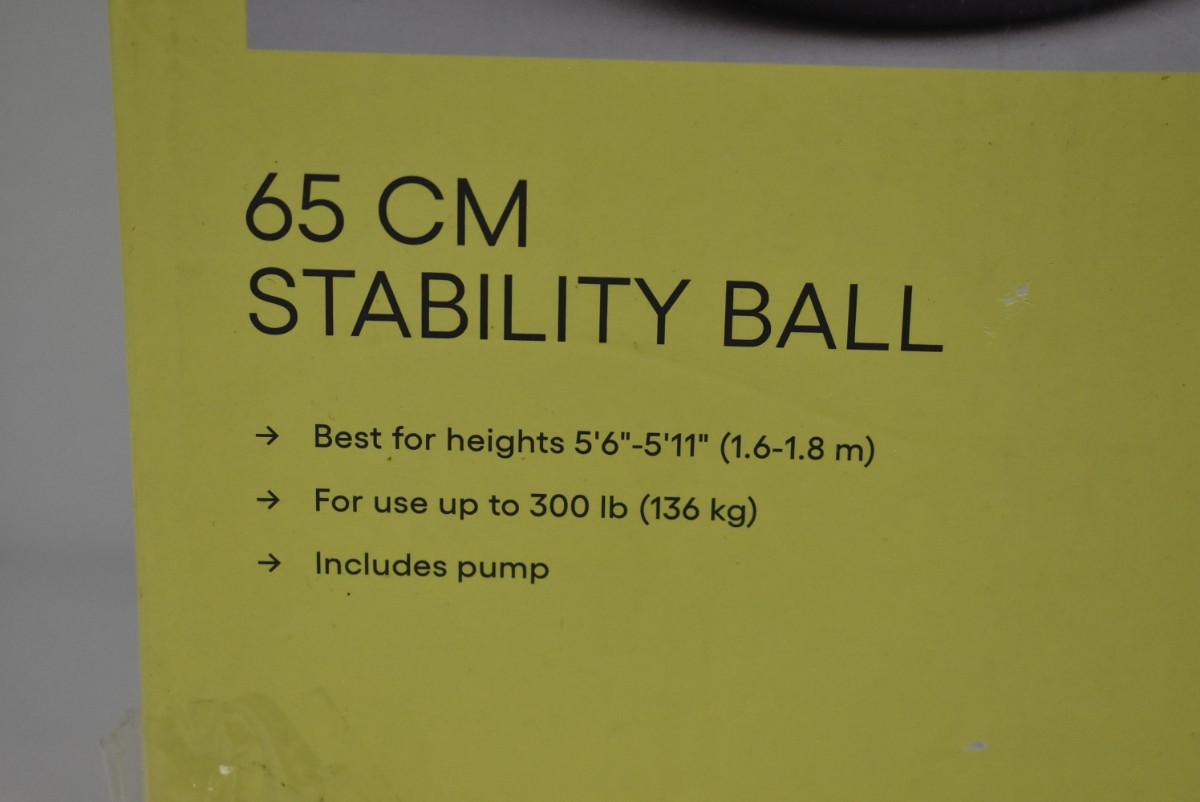 65 CM
STABILITY BALL
→ Best for heights 5'6"-5'11" (1.6-1.8 m)
→ For use up to 300 lb (136 kg)
→ Includes pump